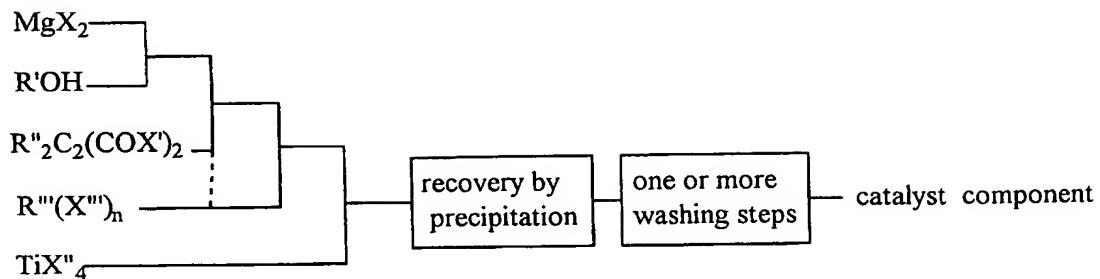 MgX2
R'OH
R"2C2(COX')2
R'''(X''')n
TiX"4
recovery by
precipitation
one or more
washing steps
catalyst component